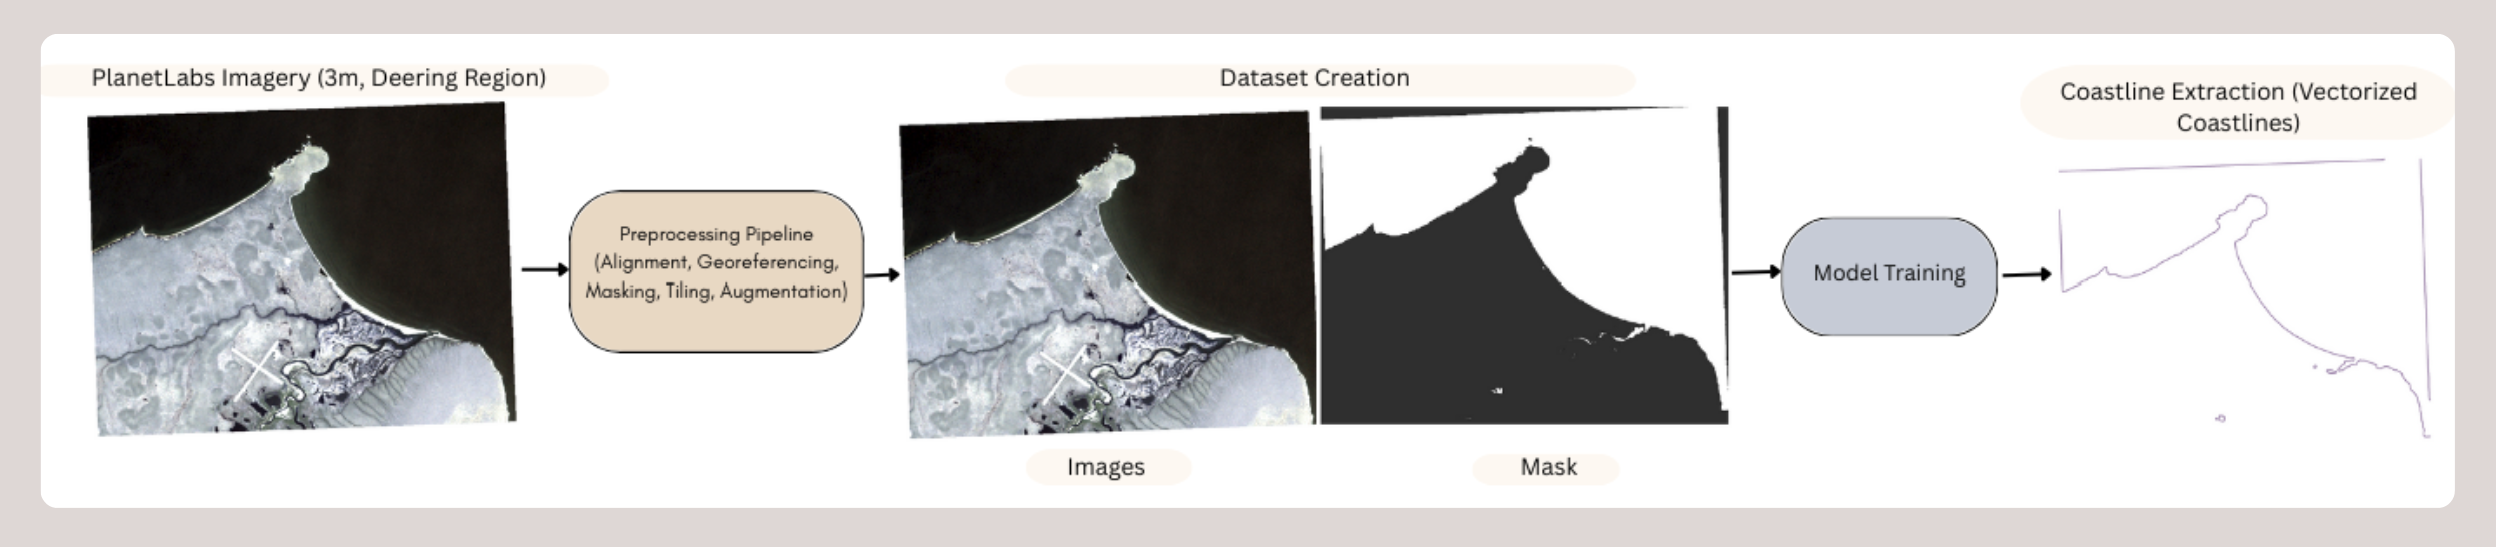 PlanetLabs Imagery (3m, Deering Region)
Preprocessing Pipeline
(Alignment, Georeferencing,
Masking, Tiling, Augmentation)
Dataset Creation
Images
Mask
Model Training
Coastline Extraction (Vectorized
Coastlines)